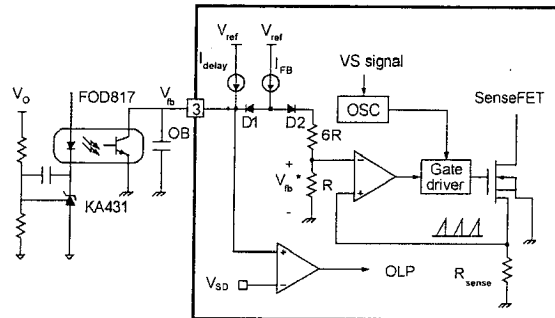 Vref Vref
Idelay IFB
VO FOD817 Vfb 3 D1 D2
VS signal
OSC
SenseFET
OB
6R
+
Vfb* R
-
-
+
Gate
driver
KA431
Rsense
VSD
+
-
OLP